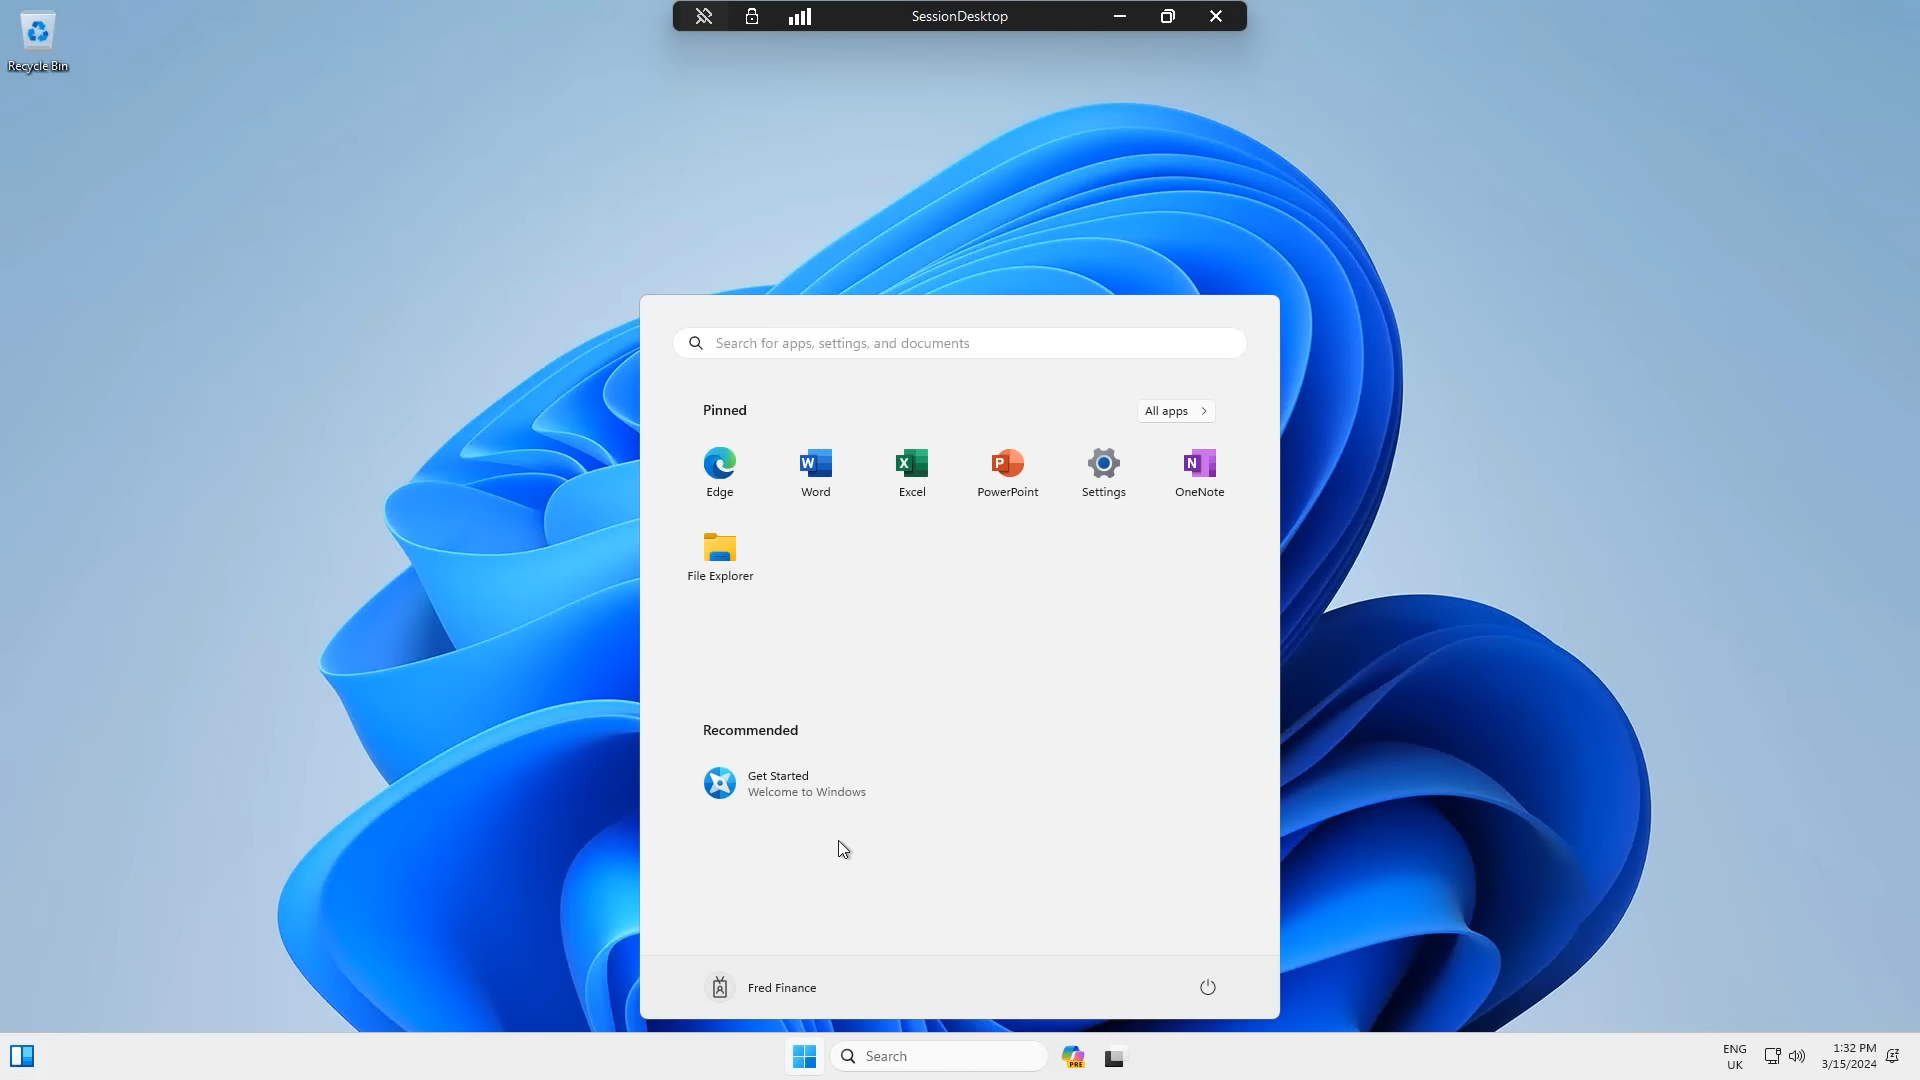 SessionDesktop
Recycle Bin
Search for apps, settings, and documents
Pinned
All apps
Edge
Word
Excel
PowerPoint
Settings
OneNote
File Explorer
Recommended
Get Started
Welcome to Windows
Fred Finance
Search
PRE
ENG
UK
1:32 PM
3/15/2024